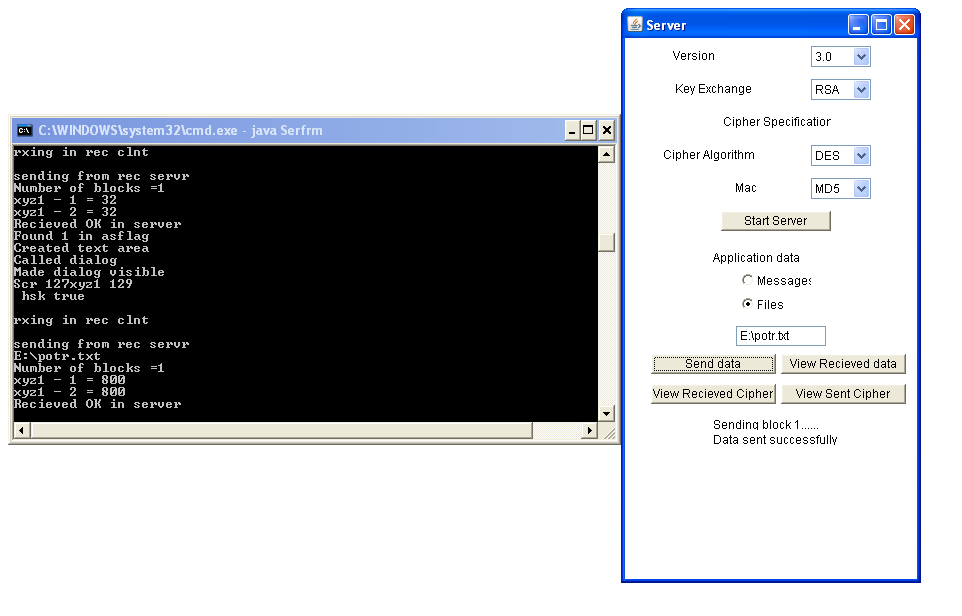 C:\WINDOWS\system32\cmd.exe - java Serfrm
rxing in rec clnt
sending from rec servr
Number of blocks =1
xyz1 - 1 = 32
xyz1 - 2 = 32
Recieved OK in server
Found 1 in asflag
Created text area
Called dialog
Made dialog visible
Scr 127xyz1 129
hsk true
rxing in rec clnt
sending from rec servr
E:\potr.txt
Number of blocks =1
xyz1 - 1 = 800
xyz1 - 2 = 800
Recieved OK in server
Server
Version 3.0
Key Exchange RSA
Cipher Specification
Cipher Algorithm DES
Mac MD5
Start Server
Application data
Messages
Files
E:\potr.txt
Send data View Recieved data
View Recieved Cipher View Sent Cipher
Sending block 1......
Data sent successfully